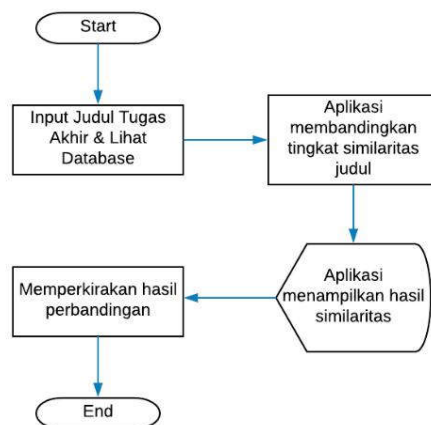 Start
Input Judul Tugas
Akhir & Lihat
Database
Aplikasi
membandingkan
tingkat similaritas
judul
Aplikasi
menampilkan hasil
similaritas
Memperkirakan hasil
perbandingan
End